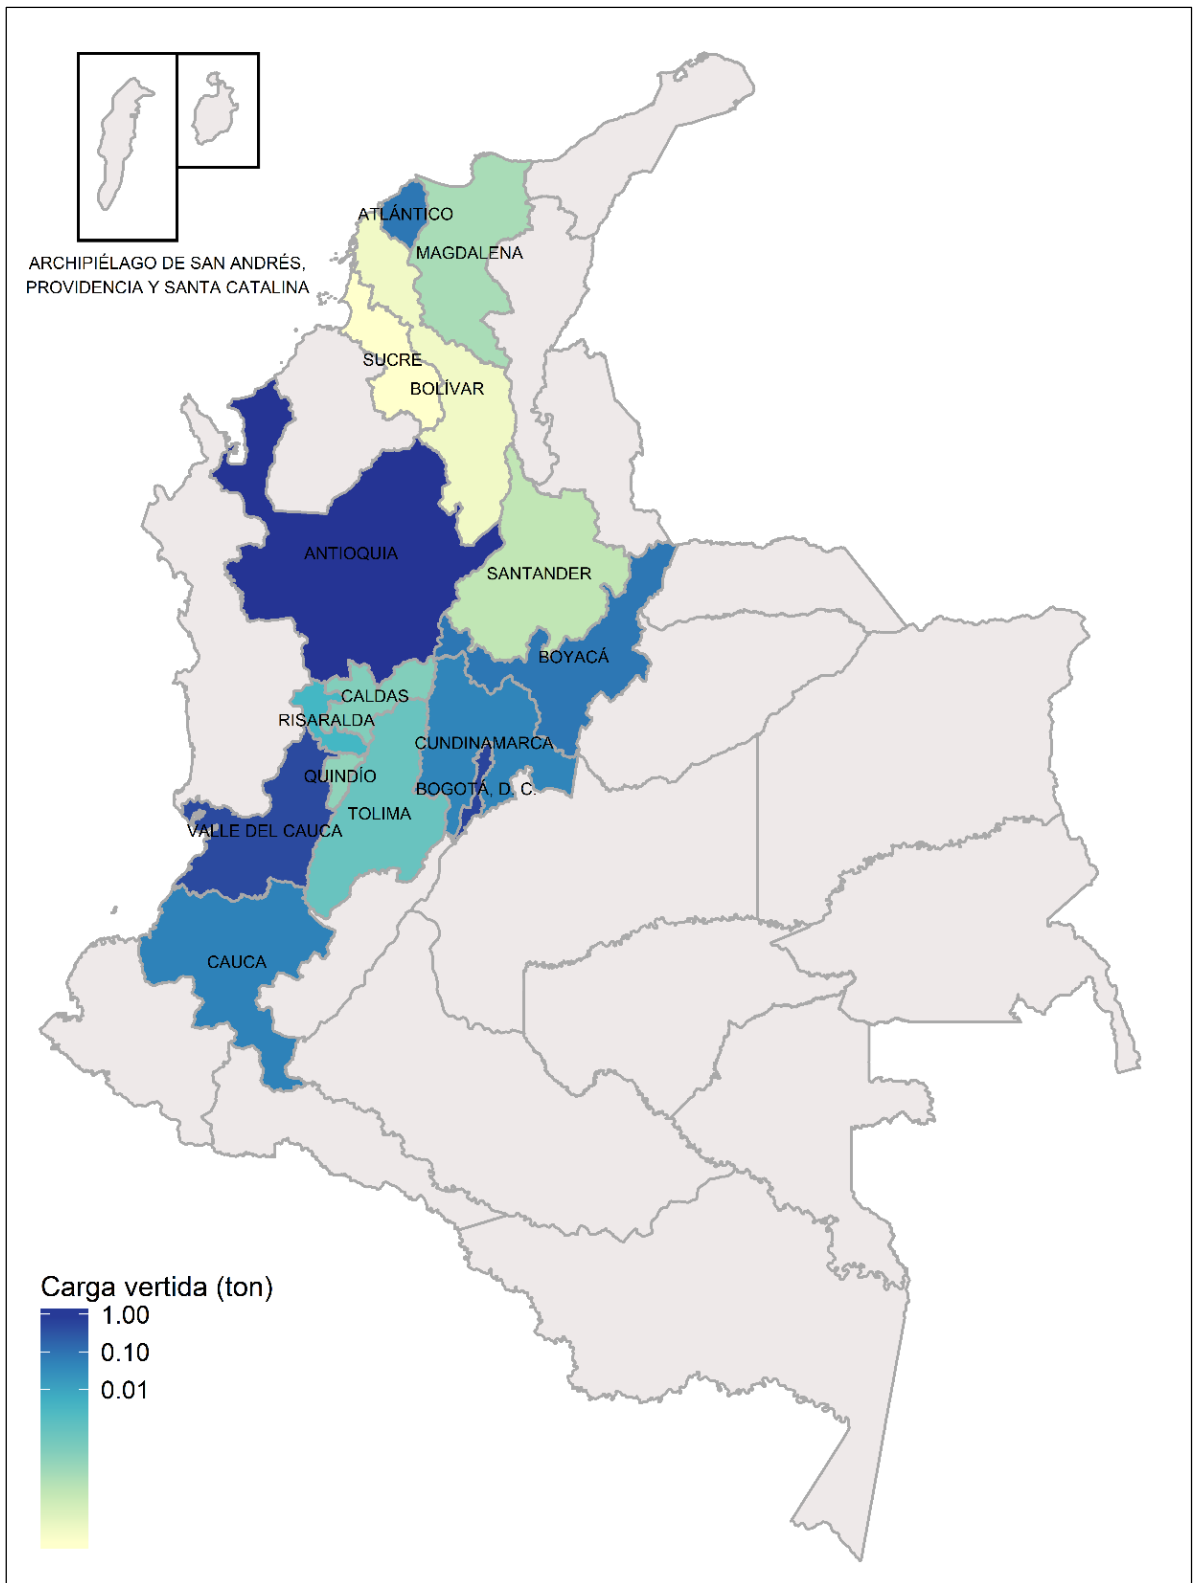 ATLÁNTICO
MAGDALENA
ARCHIPIÉLAGO DE SAN ANDRÉS,
PROVIDENCIA Y SANTA CATALINA
SUCRE
BOLÍVAR
ANTIOQUIA
SANTANDER
BOYACÁ
CALDAS
RISARALDA
CUNDINAMARCA
QUINDÍO
BOGOTÁ, D. C.
TOLIMA
VALLE DEL CAUCA
CAUCA
Carga vertida (ton)
1.00
0.10
0.01